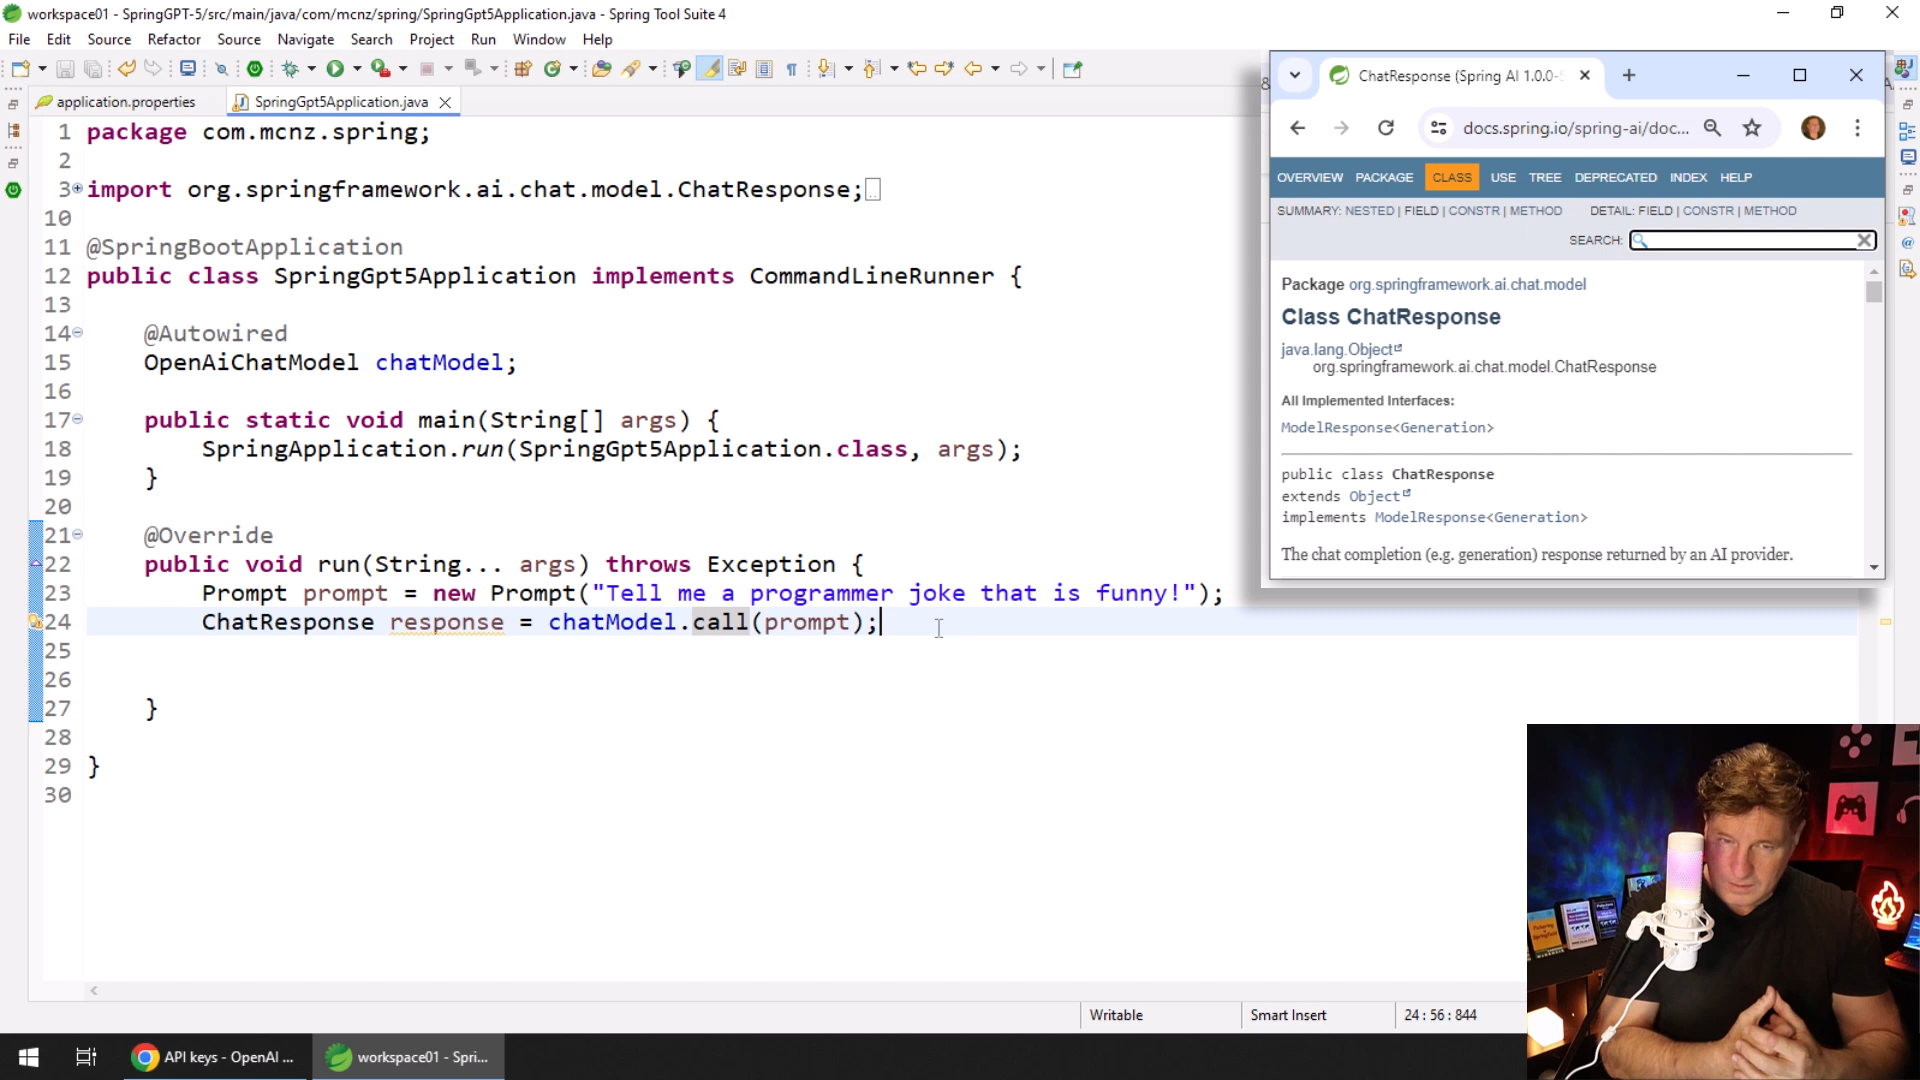 workspace01 - SpringGPT-5/src/main/java/com/mcnz/spring/SpringGpt5Application.java - Spring Tool Suite 4
File Edit Source Refactor Source Navigate Search Project Run Window Help
application.properties
SpringGpt5Application.java
1 package com.mcnz.spring;
2
3 import org.springframework.ai.chat.model.ChatResponse;
10
11 @SpringBootApplication
12 public class SpringGpt5Application implements CommandLineRunner {
13
14 @Autowired
15 OpenAiChatModel chatModel;
16
17 public static void main(String[] args) {
18 SpringApplication.run(SpringGpt5Application.class, args);
19 }
20
21 @Override
22 public void run(String... args) throws Exception {
23 Prompt prompt = new Prompt("Tell me a programmer joke that is funny!");
24 ChatResponse response = chatModel.call(prompt);
25
26
27 }
28
29 }
30
ChatResponse (Spring AI 1.0.0-
docs.spring.io/spring-ai/doc...
OVERVIEW PACKAGE CLASS USE TREE DEPRECATED INDEX HELP
SUMMARY: NESTED | FIELD | CONSTR | METHOD DETAIL: FIELD | CONSTR | METHOD
SEARCH:
Package org.springframework.ai.chat.model
Class ChatResponse
java.lang.Object
org.springframework.ai.chat.model.ChatResponse
All Implemented Interfaces:
ModelResponse<Generation>
public class ChatResponse
extends Object
implements ModelResponse<Generation>
The chat completion (e.g. generation) response returned by an AI provider.
Writable
Smart Insert
24 : 56 : 844
API keys - OpenAI ...
workspace01 - Spri...